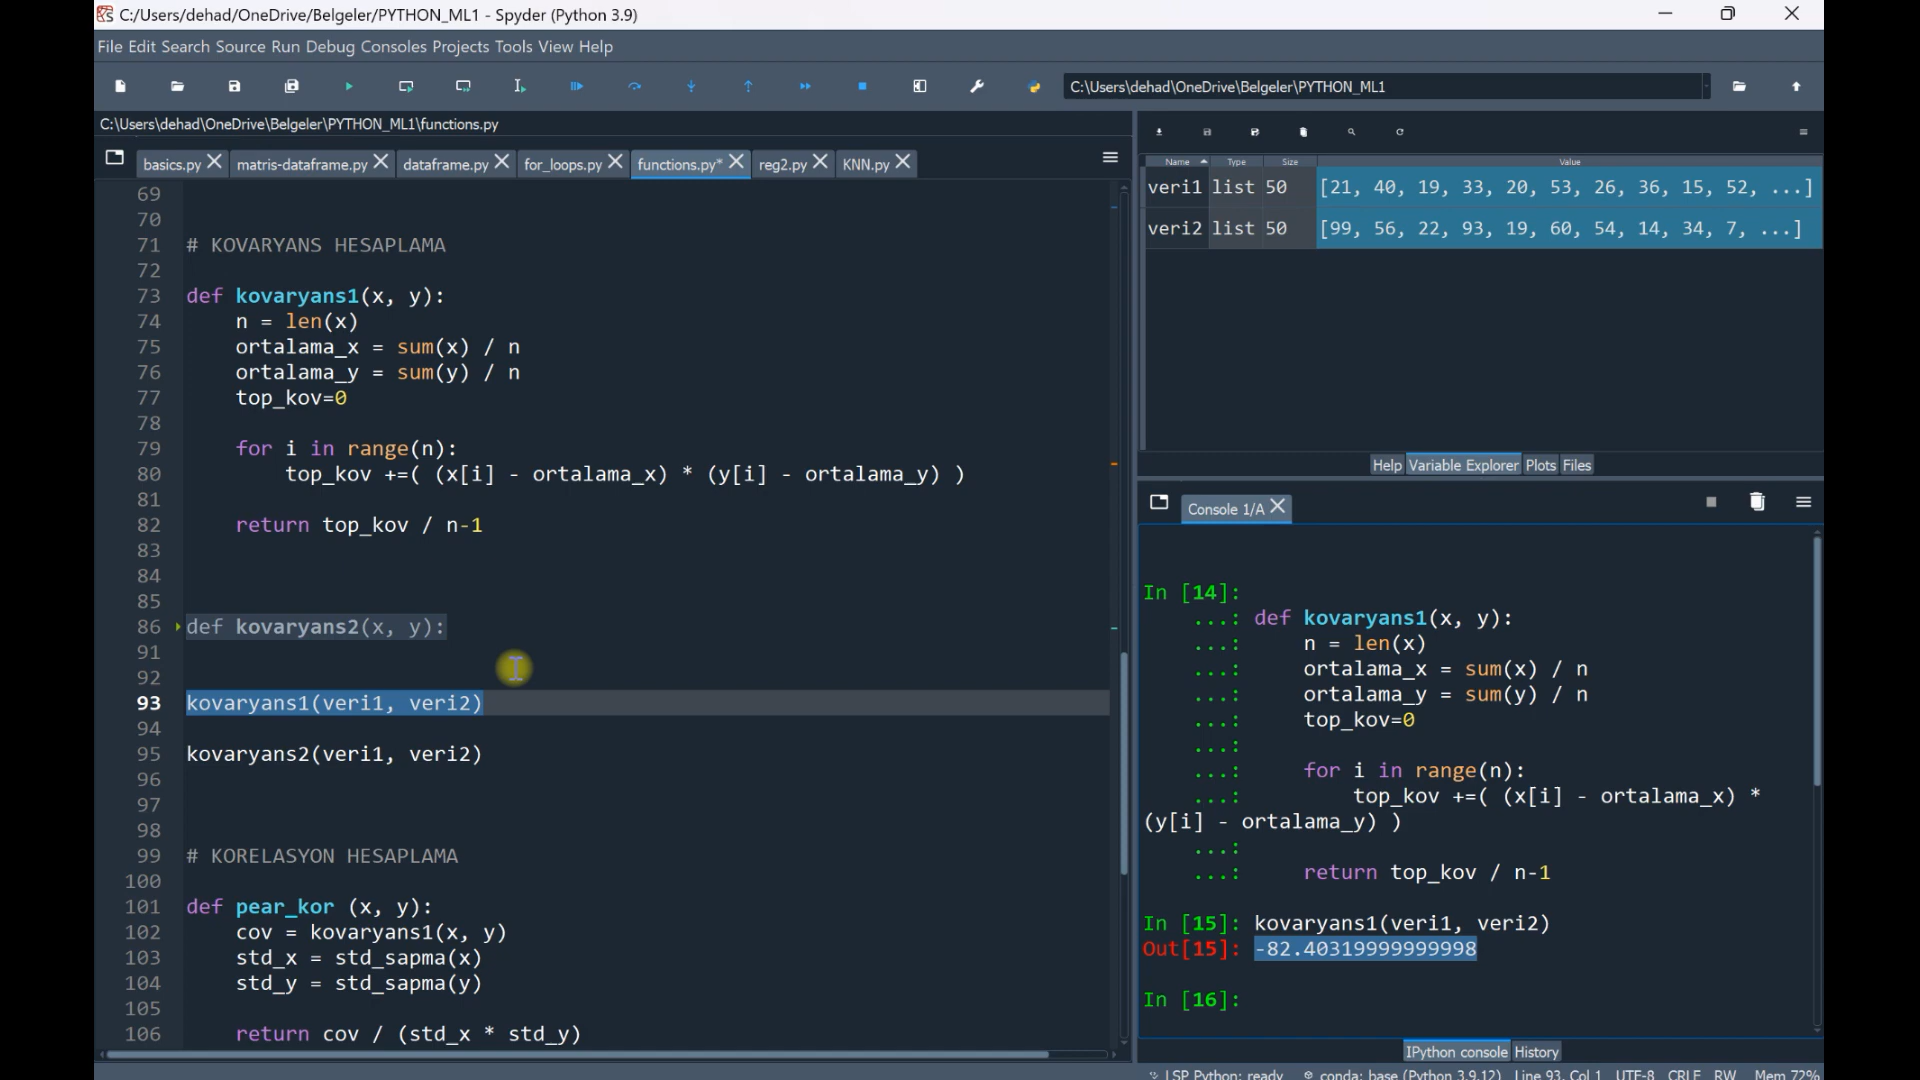 C:/Users/dehad/OneDrive/Belgeler/PYTHON_ML1 - Spyder (Python 3.9)
File Edit Search Source Run Debug Consoles Projects Tools View Help
C:\Users\dehad\OneDrive\Belgeler\PYTHON_ML1
C:\Users\dehad\OneDrive\Belgeler\PYTHON_ML1\functions.py
basics.py matris-dataframe.py dataframe.py for_loops.py functions.py* reg2.py KNN.py
69
70
71 # KOVARYANS HESAPLAMA
72
73 def kovaryans1(x, y):
74 n = len(x)
75 ortalama_x = sum(x) / n
76 ortalama_y = sum(y) / n
77 top_kov=0
78
79 for i in range(n):
80 top_kov +=( (x[i] - ortalama_x) * (y[i] - ortalama_y) )
81
82 return top_kov / n-1
83
84
85
86 def kovaryans2(x, y):
91
92
93 kovaryans1(veri1, veri2)
94
95 kovaryans2(veri1, veri2)
96
97
98
99 # KORELASYON HESAPLAMA
100
101 def pear_kor (x, y):
102 cov = kovaryans1(x, y)
103 std_x = std_sapma(x)
104 std_y = std_sapma(y)
105
106 return cov / (std_x * std_y)
Name Type Size Value
veri1 list 50 [21, 40, 19, 33, 20, 53, 26, 36, 15, 52, ...]
veri2 list 50 [99, 56, 22, 93, 19, 60, 54, 14, 34, 7, ...]
Help Variable Explorer Plots Files
Console 1/A
In [14]:
...: def kovaryans1(x, y):
...: n = len(x)
...: ortalama_x = sum(x) / n
...: ortalama_y = sum(y) / n
...: top_kov=0
...:
...: for i in range(n):
...: top_kov +=( (x[i] - ortalama_x) *
(y[i] - ortalama_y) )
...:
...: return top_kov / n-1
In [15]: kovaryans1(veri1, veri2)
Out[15]: -82.40319999999998
In [16]:
IPython console History
LSP Python: ready conda: base (Python 3.9.12) Line 93, Col 1 UTF-8 CRLF RW Mem 72%